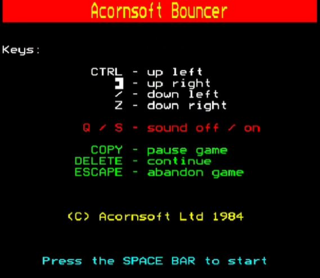 Acornsoft Bouncer
Keys:
CTRL - up left
] - up right
/ - down left
Z - down right
Q / S - sound off / on
COPY - pause game
DELETE - continue
ESCAPE - abandon game
(C) Acornsoft Ltd 1984
Press the SPACE BAR to start